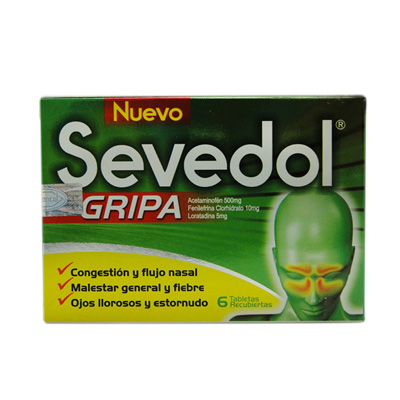 Nuevo
Sevedol®
GRIPA
Acetaminofén 500mg
Fenilefrina Clorhidrato 10mg
Loratadina 5mg
Congestión y flujo nasal
Malestar general y fiebre
Ojos llorosos y estornudo
6 Tabletas
Recubiertas